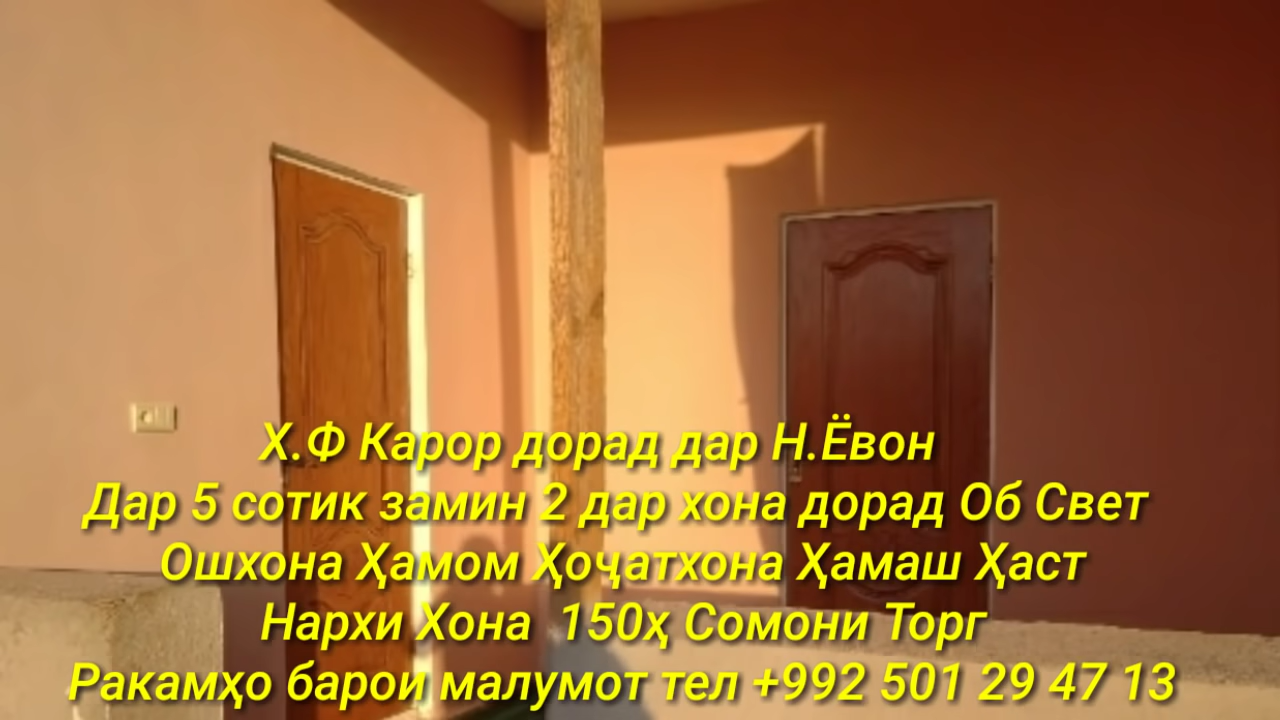 Х.Ф Карор дорад дар Н.Ёвон
Дар 5 сотик замин 2 дар хона дорад Об Свет
Ошхона Ҳамом Ҳоҷатхона Ҳамаш Ҳаст
Нархи Хона 150ҳ Сомони Торг
Ракамҳо барои малумот тел +992 501 29 47 13